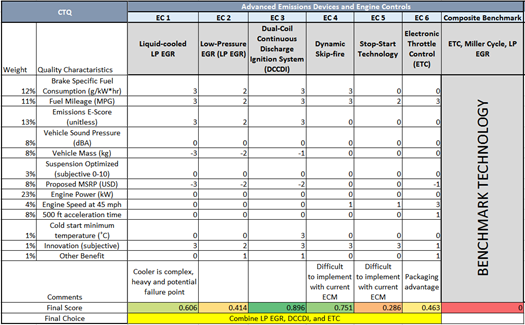 CTQ Advanced Emissions Devices and Engine Controls
EC 1 EC 2 EC 3 EC 4 EC 5 EC 6 Composite Benchmark
Weight Quality Characteristics Liquid-cooled LP EGR Low-Pressure EGR (LP EGR) Dual-Coil Continuous Discharge Ignition System (DCCDI) Dynamic Skip-fire Stop-Start Technology Electronic Throttle Control (ETC) ETC, Miller Cycle, LP EGR
12% Brake Specific Fuel Consumption (g/kW*hr) 3 2 3 3 0 0
11% Fuel Mileage (MPG) 3 2 3 3 2 3
13% Emissions E-Score (unitless) 3 2 3
8% Vehicle Sound Pressure (dBA) 0 0 0 0 0 0
8% Vehicle Mass (kg) -3 -2 -1 0 0 0
3% Suspension Optimized (subjective 0-10) 0 0 0 0 0 0
8% Proposed MSRP (USD) -3 -2 -2 0 0 -1
23% Engine Power (kW) 0 0 0 0 0 0
4% Engine Speed at 45 mph 0 0 0 1 1 3
8% 500 ft acceleration time 0 0 0 0 0 1
1% Cold start minimum temperature (˚C) 0 0 3 0 0 0
1% Innovation (subjective) 3 2 3 3 3 1
1% Other Benefit 0 1 1 0 0 1
BENCHMARK TECHNOLOGY
Comments Cooler is complex, heavy and potential failure point Difficult to implement with current ECM Difficult to implement with current ECM Packaging advantage
Final Score 0.606 0.414 0.896 0.751 0.286 0.463 0
Final Choice Combine LP EGR, DCCDI, and ETC